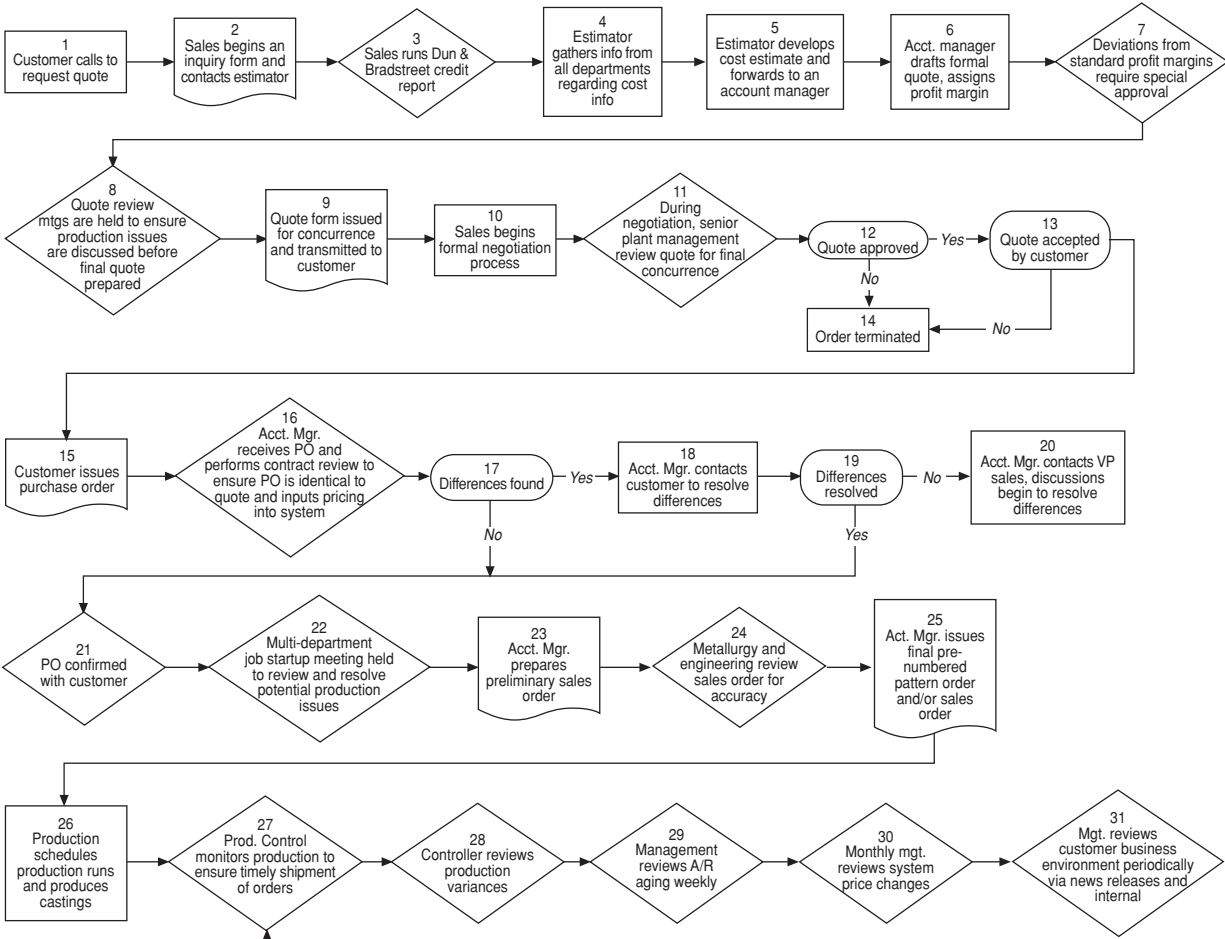 1
Customer calls to
request quote
2
Sales begins an
inquiry form and
contacts estimator
3
Sales runs Dun &
Bradstreet credit
report
4
Estimator
gathers info from
all departments
regarding cost
info
5
Estimator develops
cost estimate and
forwards to an
account manager
6
Acct. manager
drafts formal
quote, assigns
profit margin
7
Deviations from
standard profit margins
require special
approval
8
Quote review
mtgs are held to ensure
production issues
are discussed before
final quote
prepared
9
Quote form issued
for concurrence
and transmitted to
customer
10
Sales begins
formal negotiation
process
11
During
negotiation, senior
plant management
review quote for final
concurrence
12
Quote approved
Yes
No
13
Quote accepted
by customer
14
Order terminated
No
15
Customer issues
purchase order
16
Acct. Mgr.
receives PO and
performs contract review to
ensure PO is identical to
quote and inputs pricing
into system
17
Differences found
Yes
No
18
Acct. Mgr. contacts
customer to resolve
differences
19
Differences
resolved
No
Yes
20
Acct. Mgr. contacts VP
sales, discussions
begin to resolve
differences
21
PO confirmed
with customer
22
Multi-department
job startup meeting held
to review and resolve
potential production
issues
23
Acct. Mgr.
prepares
preliminary sales
order
24
Metallurgy and
engineering review
sales order for
accuracy
25
Act. Mgr. issues
final pre-
numbered
pattern order
and/or sales
order
26
Production
schedules
production runs
and produces
castings
27
Prod. Control
monitors production to
ensure timely shipment
of orders
28
Controller reviews
production
variances
29
Management
reviews A/R
aging weekly
30
Monthly mgt.
reviews system
price changes
31
Mgt. reviews
customer business
environment periodically
via news releases and
internal